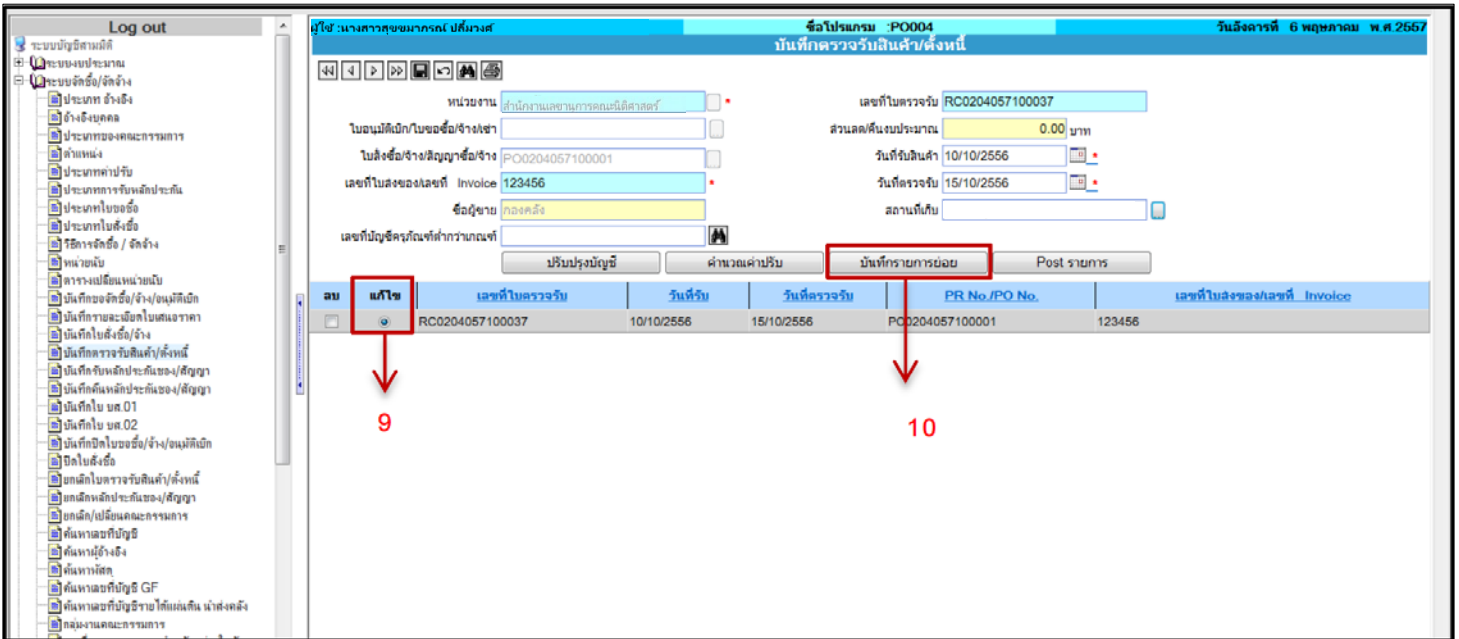 Log out
ระบบบัญชีสามมิติ
ระบบงบประมาณ
ระบบจัดซื้อ/จัดจ้าง
ประเภท อ้างอิง
อ้างอิงบุคคล
ประเภทของคณะกรรมการ
ตำแหน่ง
ประเภทค่าปรับ
ประเภทการรับหลักประกัน
ประเภทใบขอซื้อ
ประเภทใบสั่งซื้อ
วิธีการจัดซื้อ / จัดจ้าง
หน่วยนับ
ตารางเปลี่ยนหน่วยนับ
บันทึกขอจัดซื้อ/จ้าง/อนุมัติเบิก
บันทึกรายละเอียดใบเสนอราคา
บันทึกใบสั่งซื้อ/จ้าง
บันทึกตรวจรับสินค้า/ตั้งหนี้
บันทึกรับหลักประกันซอง/สัญญา
บันทึกคืนหลักประกันซอง/สัญญา
บันทึกใบ บศ.01
บันทึกใบ บศ.02
บันทึกปิดใบขอซื้อ/จ้าง/อนุมัติเบิก
ปิดใบสั่งซื้อ
ยกเลิกใบตรวจรับสินค้า/ตั้งหนี้
ยกเลิกหลักประกันซอง/สัญญา
ยกเลิก/เปลี่ยนคณะกรรมการ
ค้นหาเลขที่บัญชี
ค้นหาผู้อ้างอิง
ค้นหาพัสดุ
ค้นหาเลขที่บัญชี GF
ค้นหาเลขที่บัญชีรายได้แผ่นดิน นำส่งคลัง
กลุ่มงานคณะกรรมการ
ผู้ใช้ :นางสาวสุขขมาภรณ์ ปลื้มวงศ์ ชื่อโปรแกรม :PO004 วันอังคารที่ 6 พฤษภาคม พ.ศ.2557
บันทึกตรวจรับสินค้า/ตั้งหนี้
หน่วยงาน สำนักงานเลขานุการคณะนิติศาสตร์ * เลขที่ใบตรวจรับ RC0204057100037
ใบอนุมัติเบิก/ใบขอซื้อ/จ้าง/เช่า ส่วนลด/คืนงบประมาณ 0.00 บาท
ใบสั่งซื้อ/จ้าง/สัญญาซื้อ/จ้าง PO0204057100001 วันที่รับสินค้า 10/10/2556 *
เลขที่ใบส่งของ/เลขที่ Invoice 123456 * วันที่ตรวจรับ 15/10/2556 *
ชื่อผู้ขาย กองคลัง สถานที่เก็บ
เลขที่บัญชีครุภัณฑ์ต่ำกว่าเกณฑ์
ปรับปรุงบัญชี คำนวณค่าปรับ บันทึกรายการย่อย Post รายการ
ลบ แก้ไข เลขที่ใบตรวจรับ วันที่รับ วันที่ตรวจรับ PR No./PO No. เลขที่ใบส่งของ/เลขที่ Invoice
RC0204057100037 10/10/2556 15/10/2556 PO0204057100001 123456
9
10